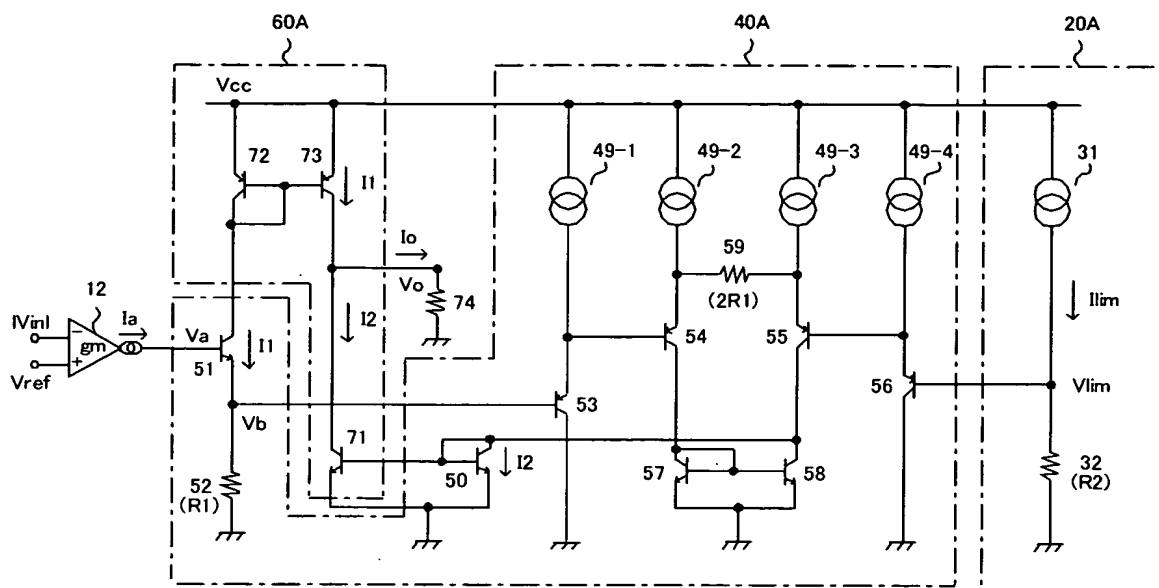 60A
40A
20A
Vcc
72
73
I1
49-1
49-2
49-3
49-4
31
59
(2R1)
Io
Vo
74
Ilim
12
Ia
|Vin|
gm
Vref
Va
I1
51
I2
54
55
56
Vlim
Vb
53
71
50
I2
57
58
52
(R1)
32
(R2)